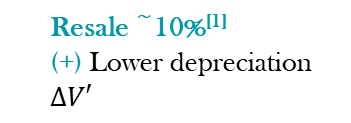 Resale ~10%[1]
(+) Lower depreciation
ΔV′